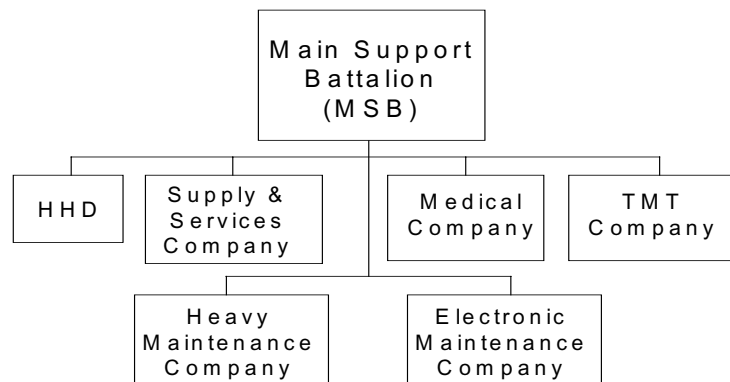 Main Support
Battalion
(MSB)
HHD
Supply &
Services
Company
Medical
Company
TMT
Company
Heavy
Maintenance
Company
Electronic
Maintenance
Company